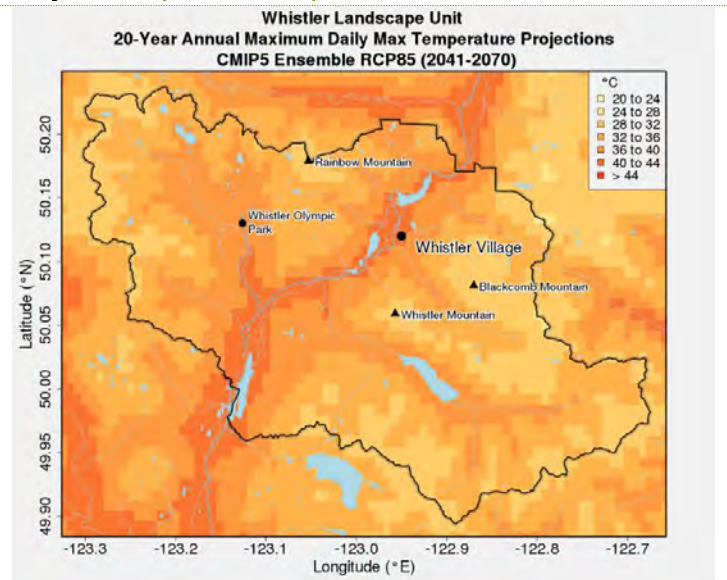 Whistler Landscape Unit
20-Year Annual Maximum Daily Max Temperature Projections
CMIP5 Ensemble RCP85 (2041-2070)
°C
20 to 24
24 to 28
28 to 32
32 to 36
36 to 40
40 to 44
> 44
Rainbow Mountain
Whistler Olympic
Park
Whistler Village
Blackcomb Mountain
Whistler Mountain
Latitude (°N)
50.20
50.15
50.10
50.05
50.00
49.95
49.90
-123.3 -123.2 -123.1 -123.0 -122.9 -122.8 -122.7
Longitude (°E)